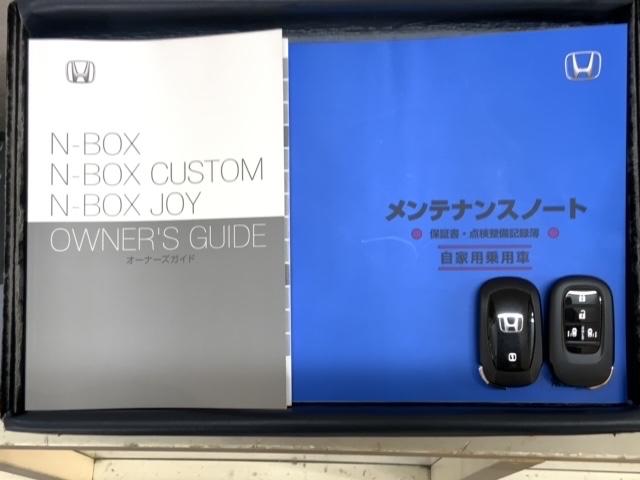 N-BOX
N-BOX CUSTOM
N-BOX JOY
OWNER'S GUIDE
オーナーズガイド
メンテナンスノート
保証書・点検整備記録簿
自家用乗用車